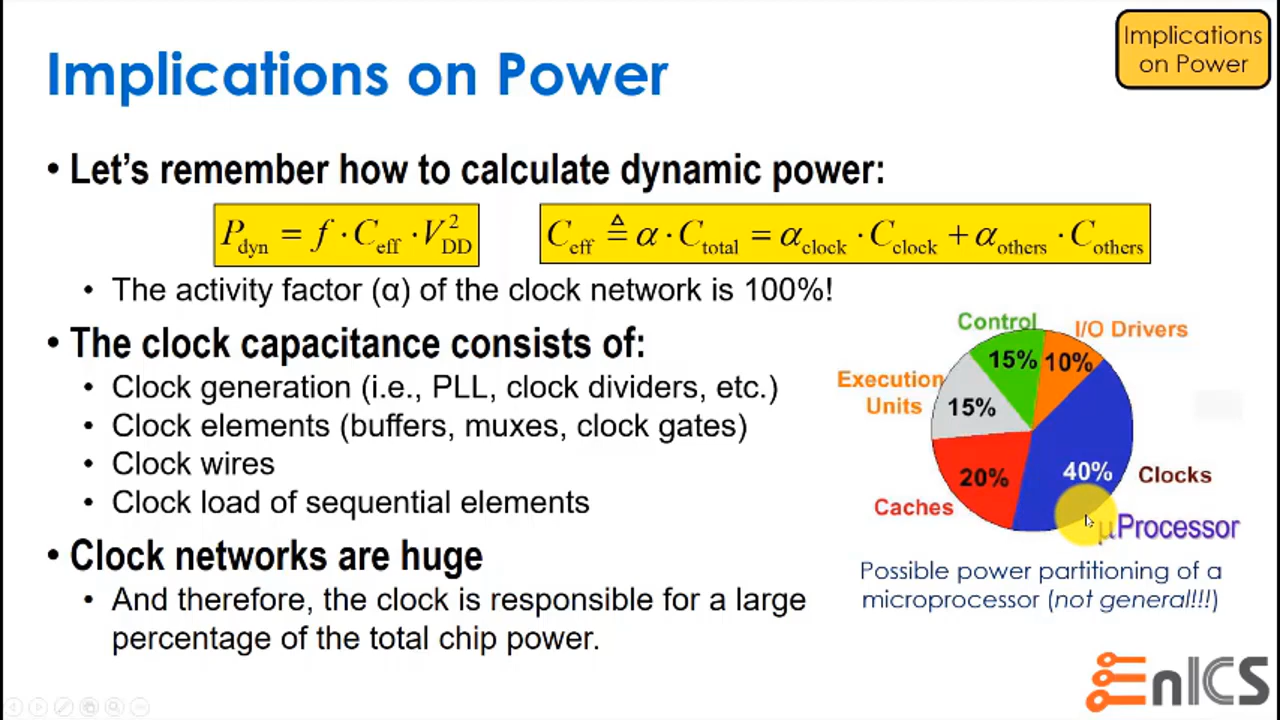 Implications on Power
Implications
on Power
• Let's remember how to calculate dynamic power:
P_dyn = f · C_eff · V_DD^2
C_eff ≜ α · C_total = α_clock · C_clock + α_others · C_others
• The activity factor (α) of the clock network is 100%!
• The clock capacitance consists of:
• Clock generation (i.e., PLL, clock dividers, etc.)
• Clock elements (buffers, muxes, clock gates)
• Clock wires
• Clock load of sequential elements
• Clock networks are huge
• And therefore, the clock is responsible for a large
percentage of the total chip power.
Control
I/O Drivers
15%
10%
Execution
Units
15%
40%
Clocks
20%
Caches
μProcessor
Possible power partitioning of a
microprocessor (not general!!!)
EnICS